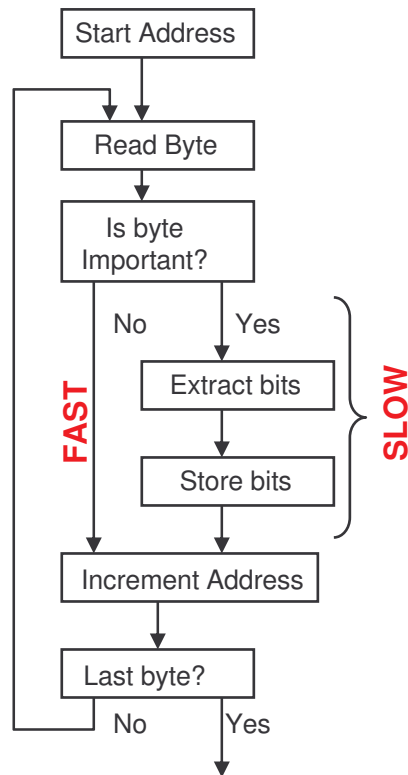 Start Address
Read Byte
Is byte
Important?
No
Yes
FAST
SLOW
Extract bits
Store bits
Increment Address
Last byte?
No
Yes